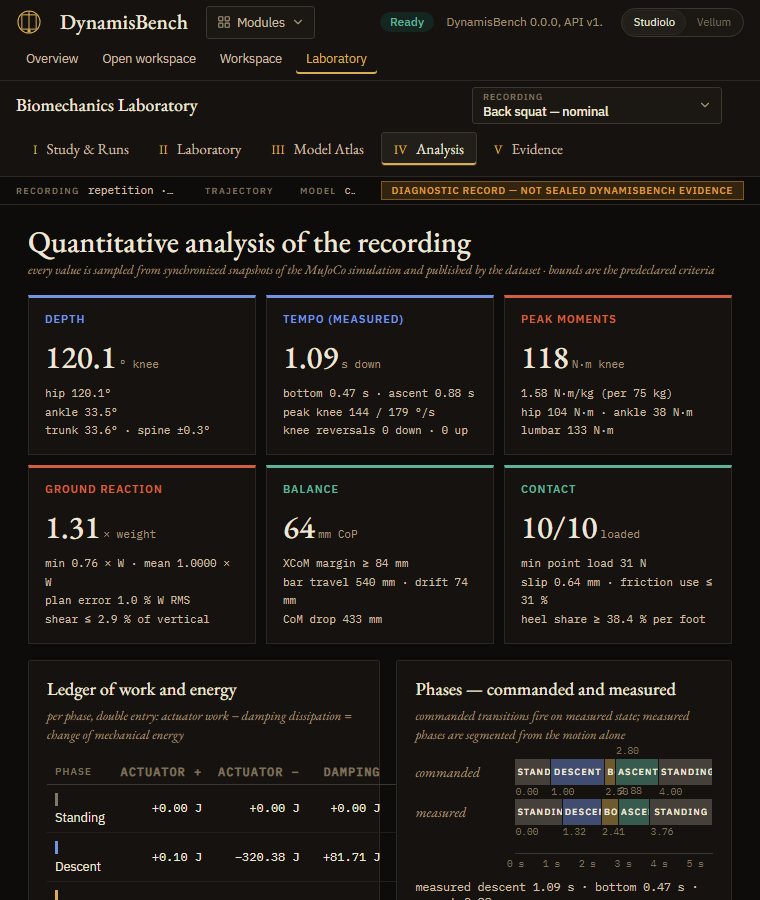 DynamisBench
Modules
Ready
DynamisBench 0.0.0, API v1.
Studiolo
Vellum
Overview
Open workspace
Workspace
Laboratory
Biomechanics Laboratory
RECORDING
Back squat — nominal
I Study & Runs
II Laboratory
III Model Atlas
IV Analysis
V Evidence
RECORDING repetition ·…
TRAJECTORY
MODEL c…
DIAGNOSTIC RECORD — NOT SEALED DYNAMISBENCH EVIDENCE
Quantitative analysis of the recording
every value is sampled from synchronized snapshots of the MuJoCo simulation and published by the dataset · bounds are the predeclared criteria
DEPTH
120.1 ° knee
hip 120.1°
ankle 33.5°
trunk 33.6° · spine ±0.3°
TEMPO (MEASURED)
1.09 s down
bottom 0.47 s · ascent 0.88 s
peak knee 144 / 179 °/s
knee reversals 0 down · 0 up
PEAK MOMENTS
118 N·m knee
1.58 N·m/kg (per 75 kg)
hip 104 N·m · ankle 38 N·m
lumbar 133 N·m
GROUND REACTION
1.31 × weight
min 0.76 × W · mean 1.0000 ×
W
plan error 1.0 % W RMS
shear ≤ 2.9 % of vertical
BALANCE
64 mm CoP
XCoM margin ≥ 84 mm
bar travel 540 mm · drift 74
mm
CoM drop 433 mm
CONTACT
10/10 loaded
min point load 31 N
slip 0.64 mm · friction use ≤
31 %
heel share ≥ 38.4 % per foot
Ledger of work and energy
per phase, double entry: actuator work − damping dissipation =
change of mechanical energy
PHASE ACTUATOR + ACTUATOR − DAMPING
Standing +0.00 J +0.00 J +0.00 J
Descent +0.10 J −320.38 J +81.71 J
Phases — commanded and measured
commanded transitions fire on measured state; measured
phases are segmented from the motion alone
2.80
commanded STAND DESCENT B ASCENT STANDING
0.00 1.00 2.50 4.00
2.88
measured STANDIN DESCE BO ASCE STANDING
0.00 1.32 2.41 3.76
0 s 1 s 2 s 3 s 4 s 5 s
measured descent 1.09 s · bottom 0.47 s ·